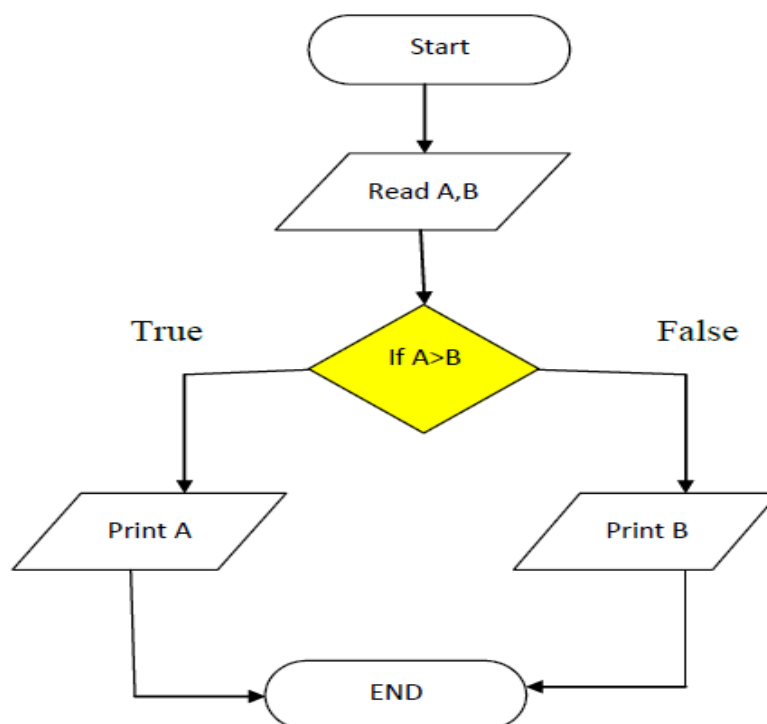 Start
Read A,B
True
False
If A>B
Print A
Print B
END